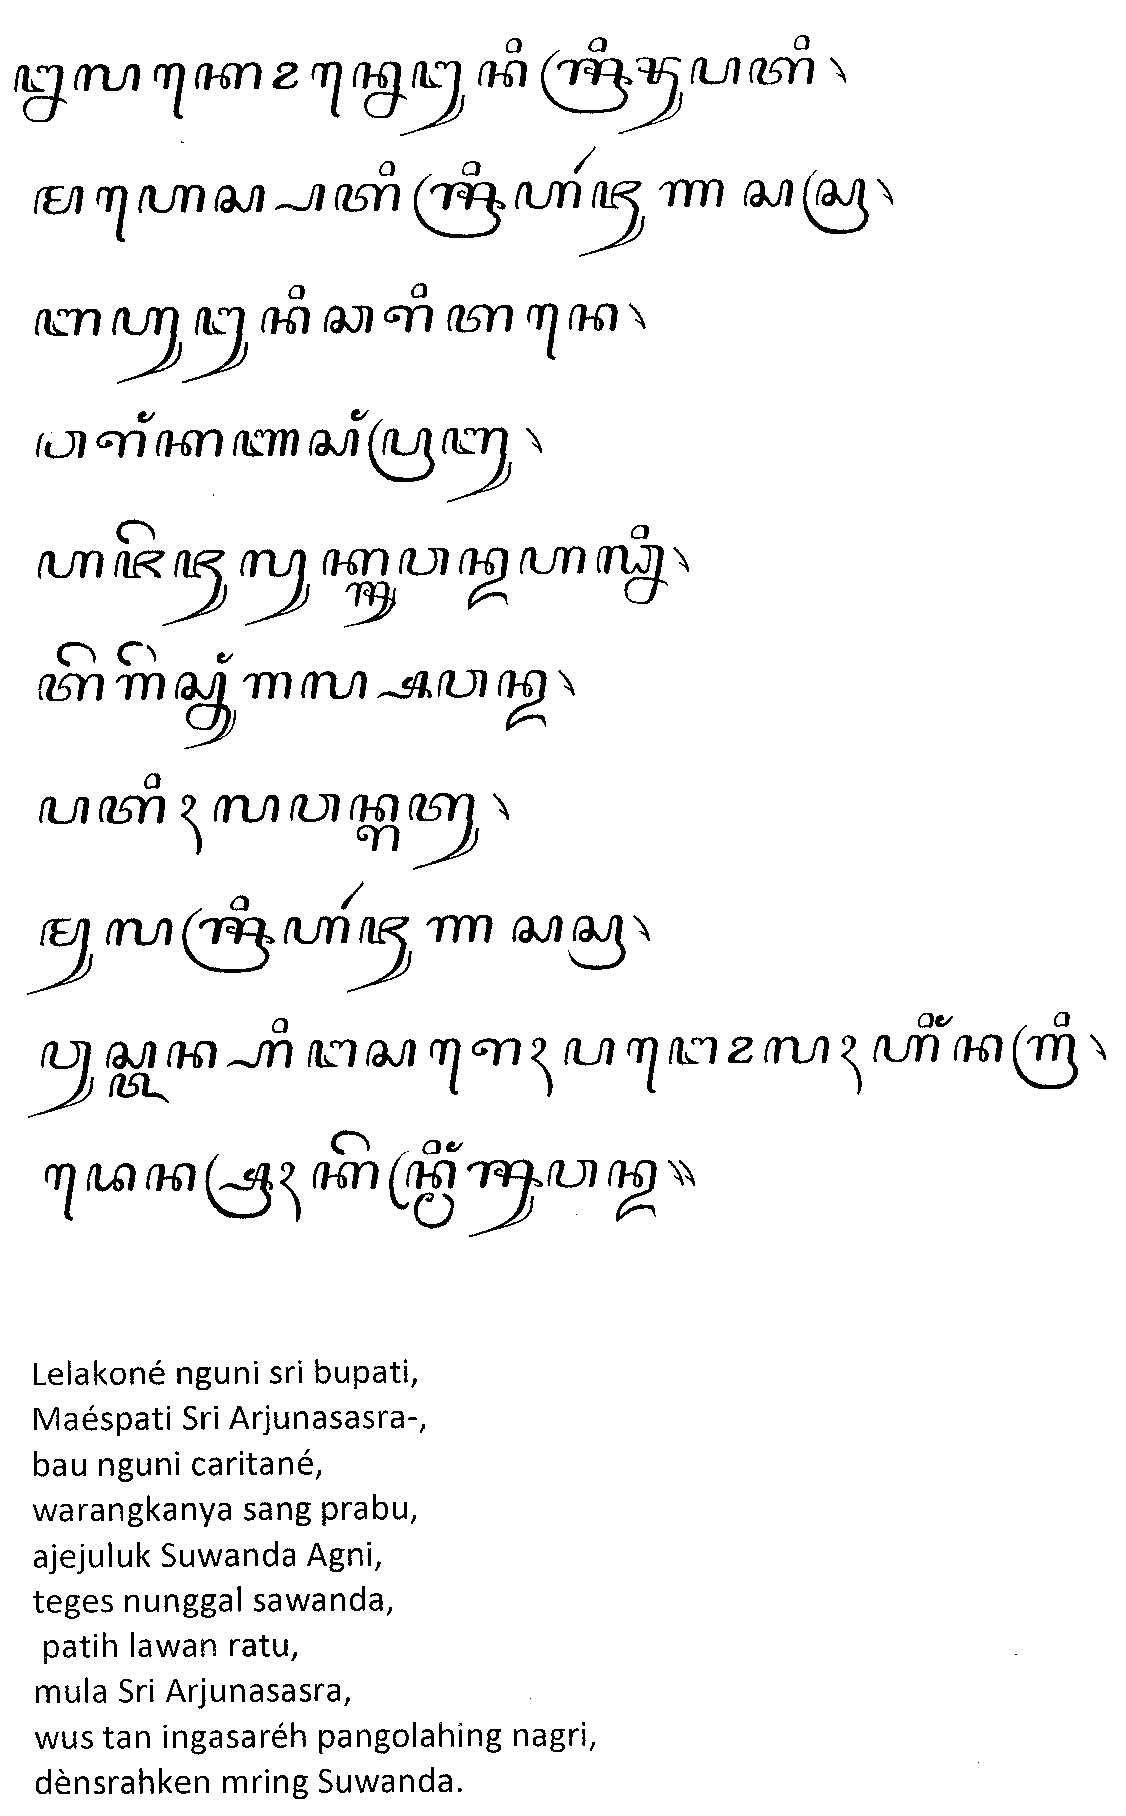 ꦊꦭꦏꦺꦴꦤꦺꦔꦸꦤꦶꦯꦿꦶꦨꦸꦥꦠꦶ꧈
ꦩꦲꦺꦱ꧀ꦥꦠꦶꦯꦿꦶꦲꦂꦗꦸꦤꦱꦱꦿ꧈
ꦧꦲꦸꦔꦸꦤꦶꦕꦫꦶꦠꦤꦺ꧈
ꦮꦫꦁꦏꦚꦱꦁꦥꦿꦧꦸ꧈
ꦲꦗꦼꦗꦸꦭꦸꦏ꧀ꦯꦸꦮꦤ꧀ꦢꦲꦒ꧀ꦤꦶ꧈
ꦠꦼꦒꦼꦱ꧀ꦤꦸꦁꦒꦭ꧀ꦱꦮꦤ꧀ꦢ꧈
ꦥꦠꦶꦃꦭꦮꦤ꧀ꦫꦠꦸ꧈
ꦩꦸꦭꦯꦿꦶꦲꦂꦗꦸꦤꦱꦱꦿ꧈
ꦮꦸꦱ꧀ꦠꦤ꧀ꦲꦶꦔꦱꦫꦺꦃꦥꦔꦺꦴꦭꦃꦲꦶꦁꦤꦒꦿꦶ꧈
ꦢꦺꦤ꧀ꦱꦿꦃꦏꦼꦤ꧀ꦩꦿꦶꦁꦯꦸꦮꦤ꧀ꦢ꧉
Lelakoné nguni sri bupati,
Maéspati Sri Arjunasasra-,
bau nguni caritané,
warangkanya sang prabu,
ajejuluk Suwanda Agni,
teges nunggal sawanda,
patih lawan ratu,
mula Sri Arjunasasra,
wus tan ingasaréh pangolahing nagri,
dènsrahken mring Suwanda.